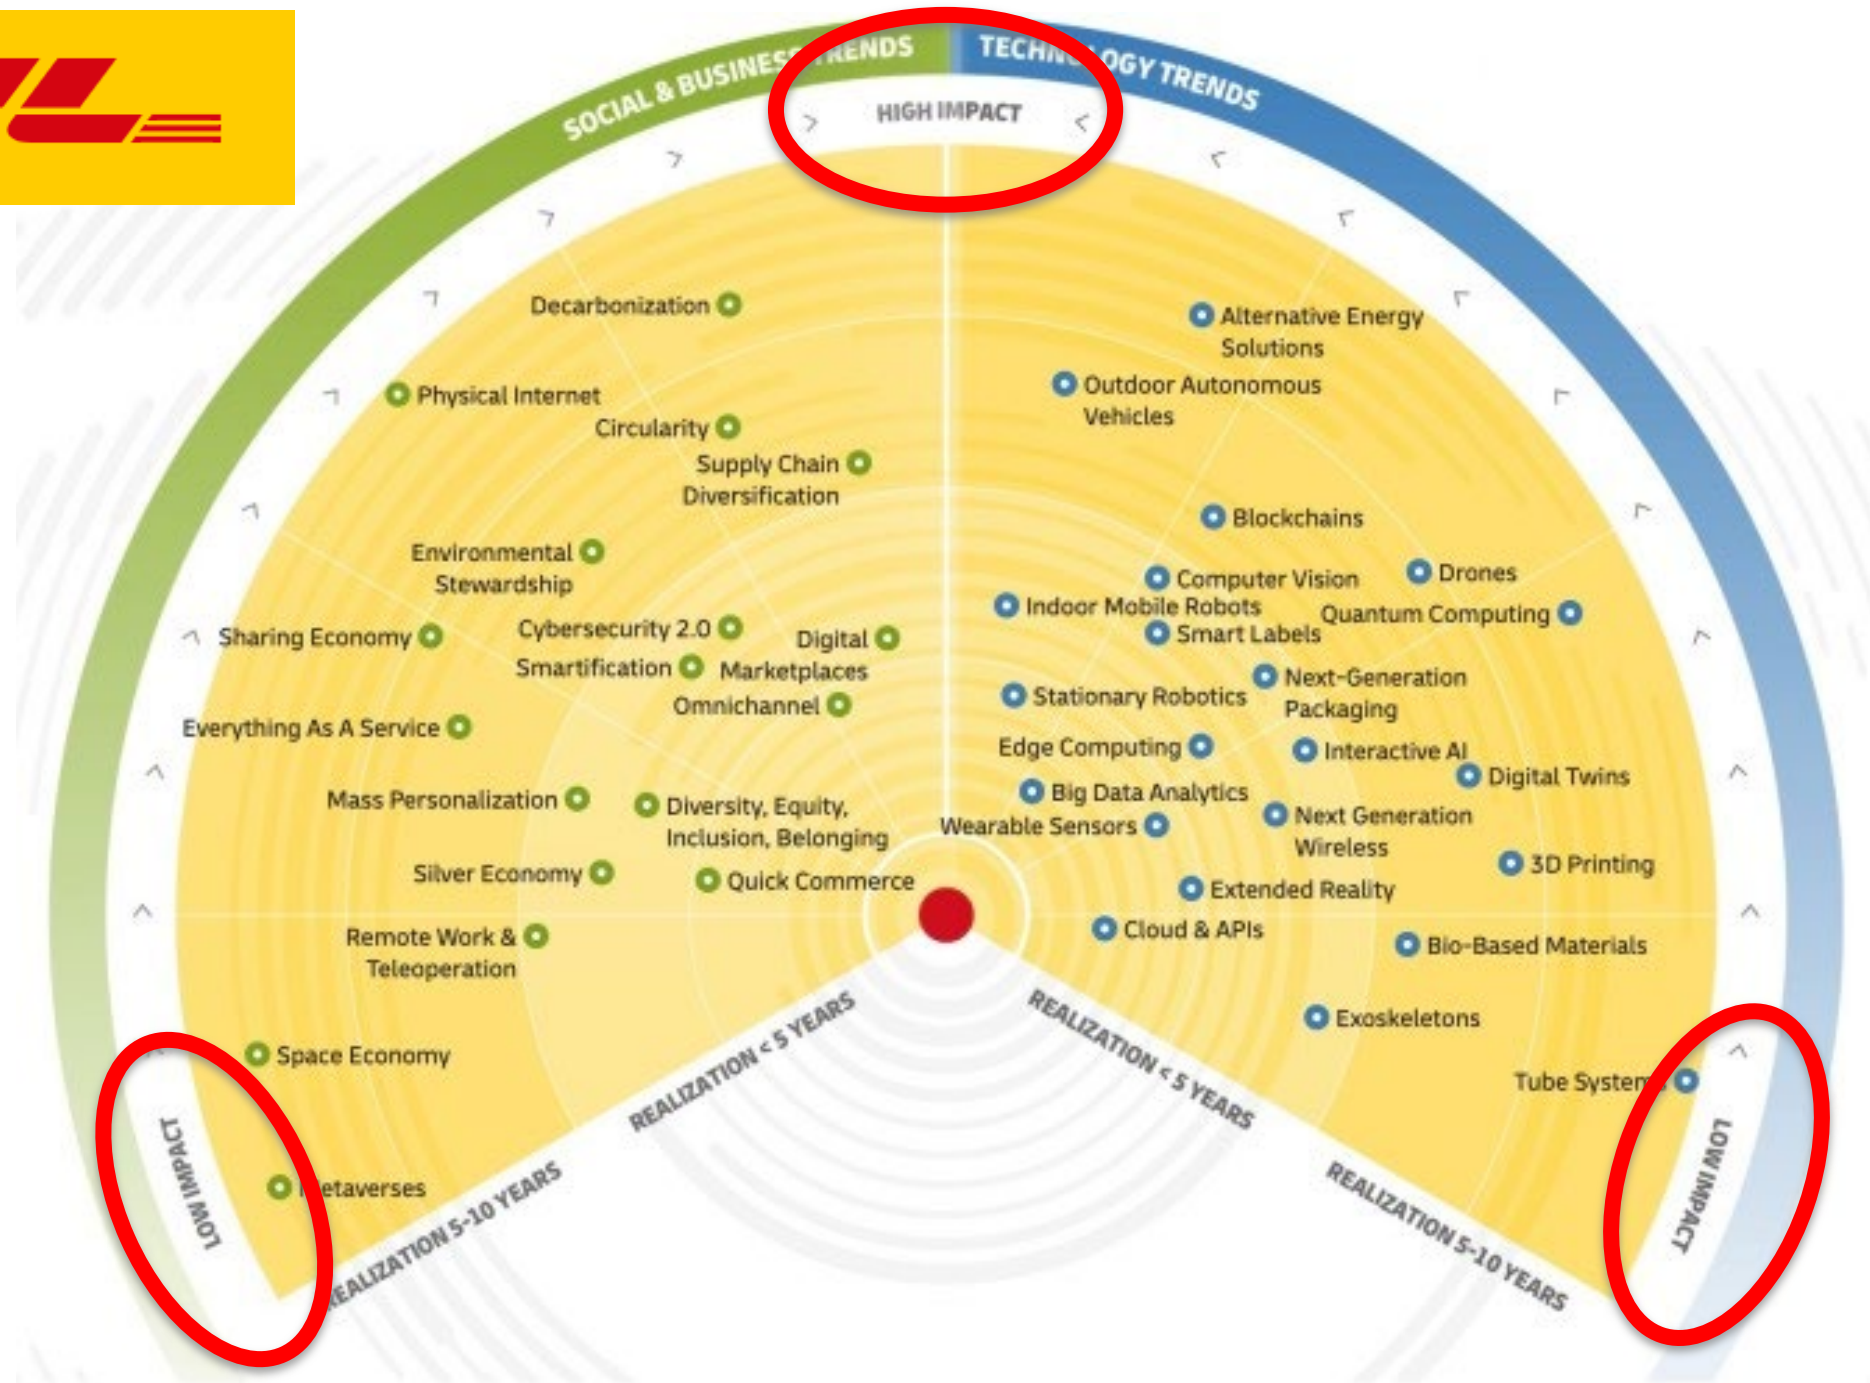 SOCIAL & BUSINESS TRENDS
TECHNOLOGY TRENDS
HIGH IMPACT
Decarbonization
Physical Internet
Circularity
Supply Chain
Diversification
Environmental
Stewardship
Sharing Economy
Cybersecurity 2.0
Digital
Marketplaces
Smartification
Omnichannel
Everything As A Service
Mass Personalization
Diversity, Equity,
Inclusion, Belonging
Silver Economy
Quick Commerce
Remote Work &
Teleoperation
Space Economy
Metaverses
Alternative Energy
Solutions
Outdoor Autonomous
Vehicles
Blockchains
Computer Vision
Drones
Indoor Mobile Robots
Quantum Computing
Smart Labels
Next-Generation
Packaging
Stationary Robotics
Edge Computing
Interactive AI
Digital Twins
Big Data Analytics
Next Generation
Wireless
Wearable Sensors
3D Printing
Extended Reality
Cloud & APIs
Bio-Based Materials
Exoskeletons
Tube Systems
LOW IMPACT
REALIZATION 5-10 YEARS
REALIZATION < 5 YEARS
REALIZATION < 5 YEARS
REALIZATION 5-10 YEARS
LOW IMPACT